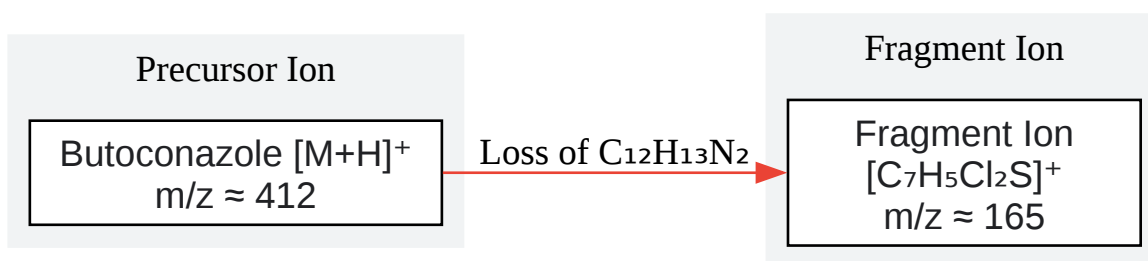 Precursor Ion
Butoconazole [M+H]⁺
m/z ≈ 412
Loss of C₁₂H₁₃N₂
Fragment Ion
Fragment Ion
[C₇H₅Cl₂S]⁺
m/z ≈ 165